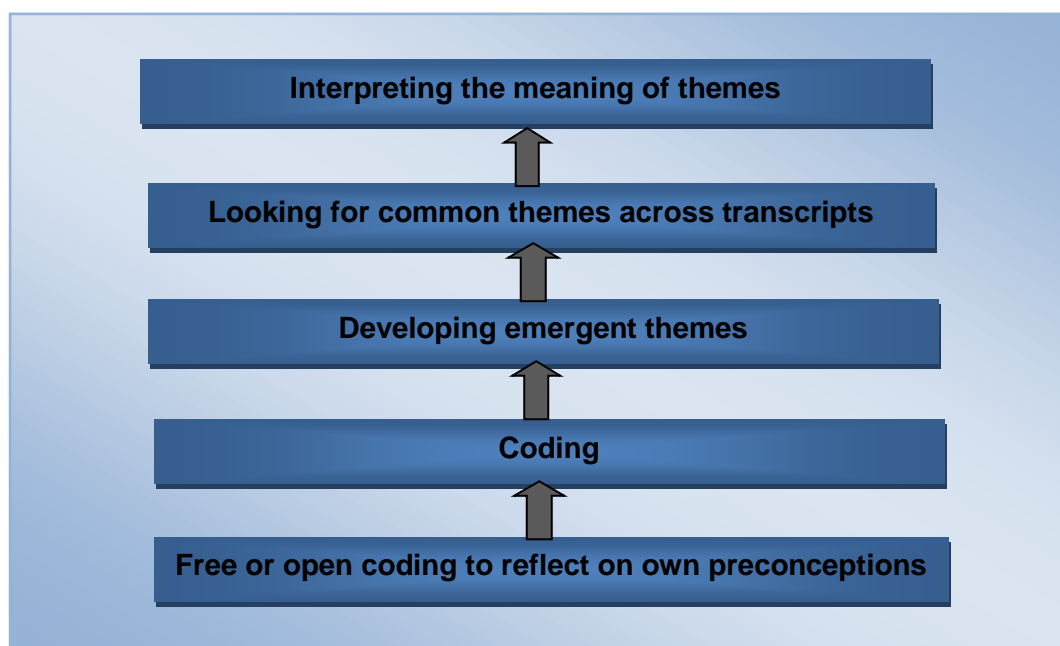 Interpreting the meaning of themes
Looking for common themes across transcripts
Developing emergent themes
Coding
Free or open coding to reflect on own preconceptions